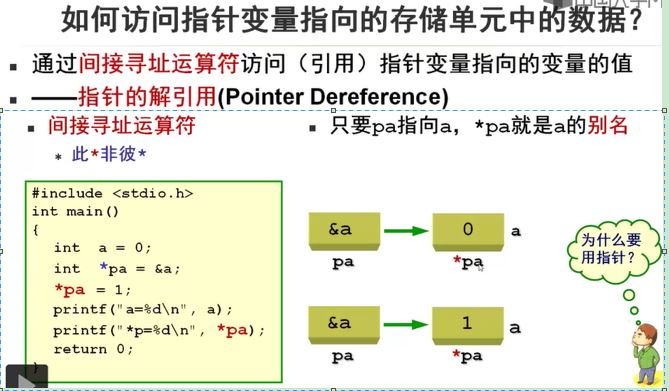 如何访问指针变量指向的存储单元中的数据？
▪ 通过间接寻址运算符访问（引用）指针变量指向的变量的值
▪ ——指针的解引用(Pointer Dereference)
▪ 间接寻址运算符
* 此*非彼*
#include <stdio.h>
int main()
{
int a = 0;
int *pa = &a;
*pa = 1;
printf("a=%d\n", a);
printf("*p=%d\n", *pa);
return 0;
}
▪ 只要pa指向a，*pa就是a的别名
&a 0 a
pa *pa
&a 1 a
pa *pa
为什么要
用指针？